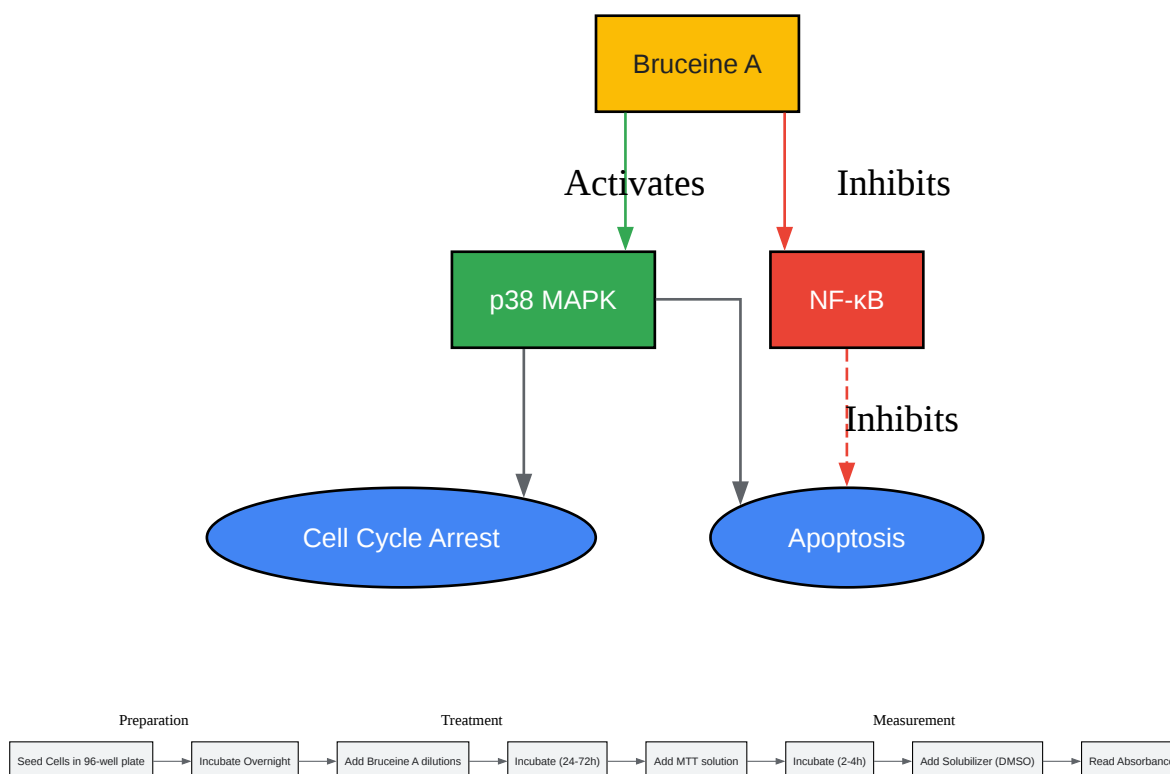 Bruceine A
Activates
Inhibits
p38 MAPK
NF-κB
Inhibits
Cell Cycle Arrest
Apoptosis
Preparation
Treatment
Measurement
Seed Cells in 96-well plate
Incubate Overnight
Add Bruceine A dilutions
Incubate (24-72h)
Add MTT solution
Incubate (2-4h)
Add Solubilizer (DMSO)
Read Absorbance